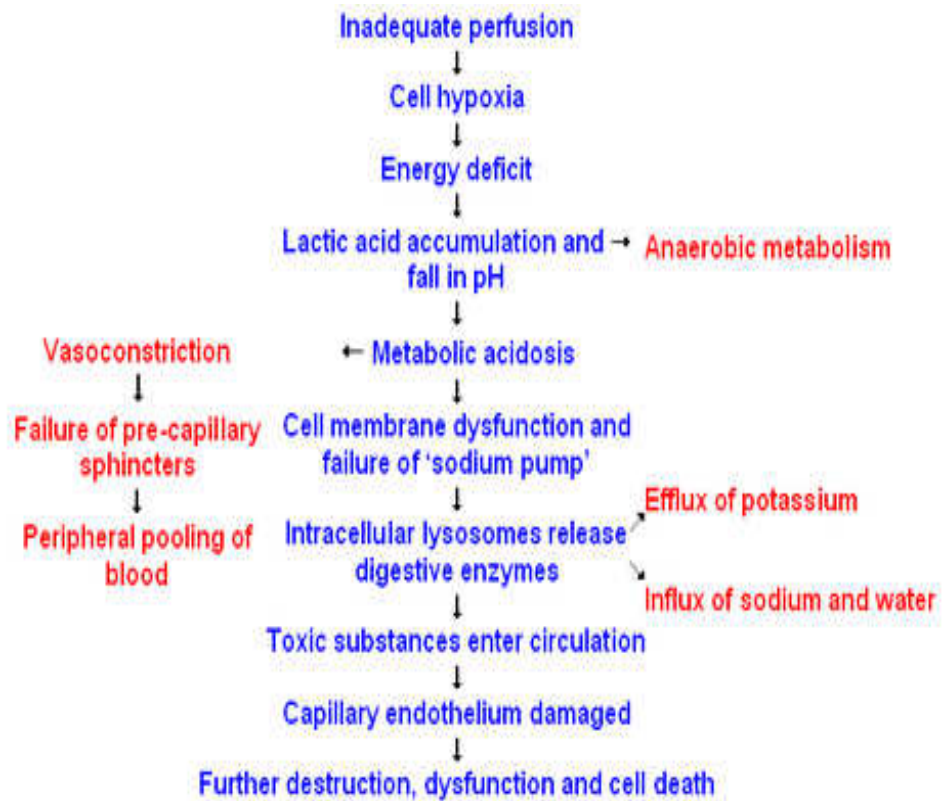 Inadequate perfusion
Cell hypoxia
Energy deficit
Lactic acid accumulation and
fall in pH
Anaerobic metabolism
Vasoconstriction
Metabolic acidosis
Failure of pre-capillary
sphincters
Cell membrane dysfunction and
failure of ‘sodium pump’
Peripheral pooling of
blood
Intracellular lysosomes release
digestive enzymes
Efflux of potassium
Influx of sodium and water
Toxic substances enter circulation
Capillary endothelium damaged
Further destruction, dysfunction and cell death